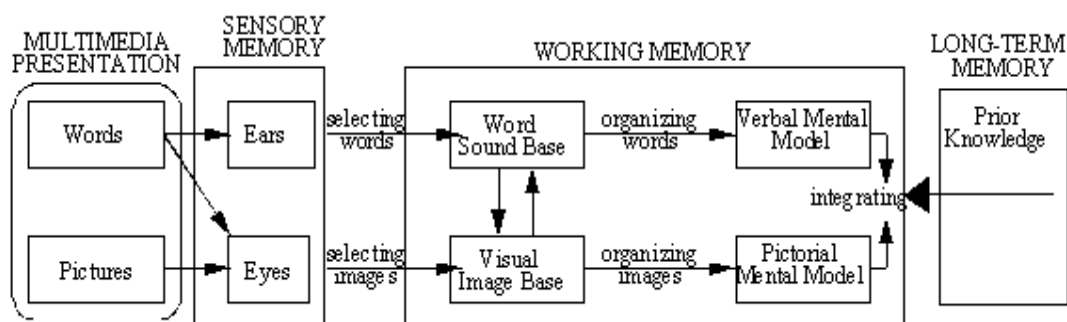 MULTIMEDIA
PRESENTATION
SENSORY
MEMORY
WORKING MEMORY
LONG-TERM
MEMORY
Words
Ears
selecting
words
Word
Sound Base
organizing
words
Verbal Mental
Model
Prior
Knowledge
integrating
Pictures
Eyes
selecting
images
Visual
Image Base
organizing
images
Pictorial
Mental Model